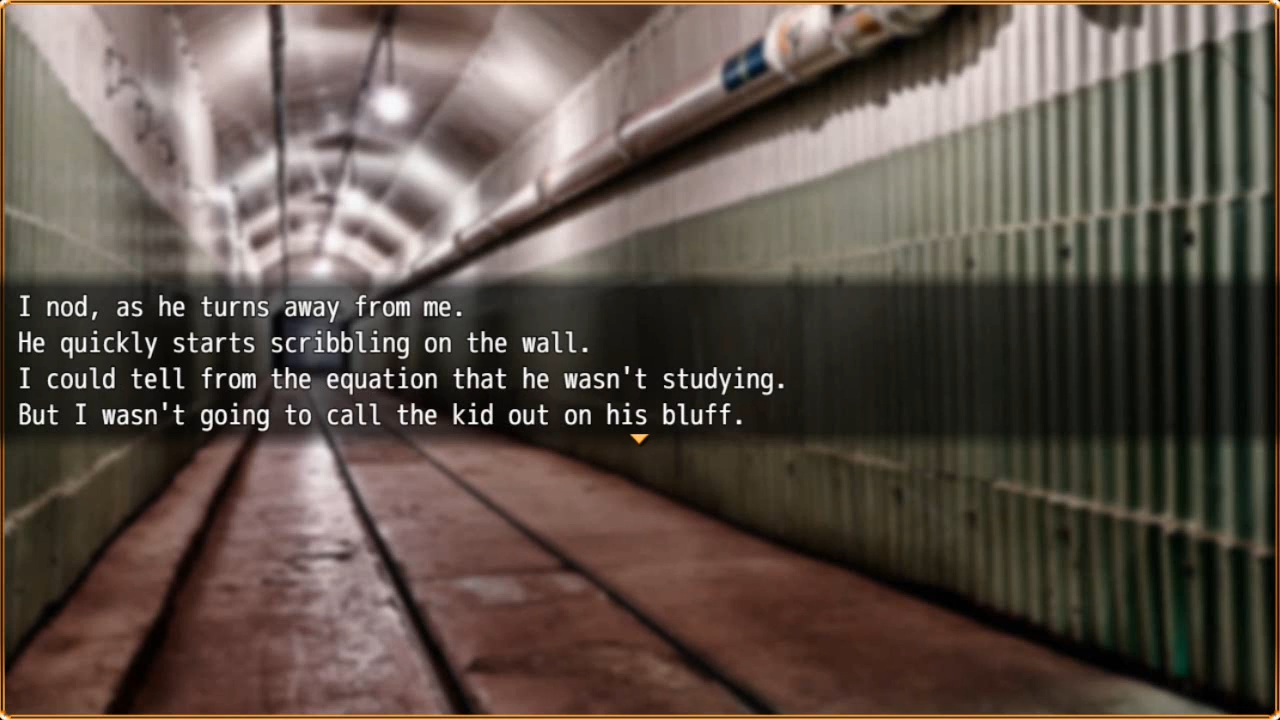 I nod, as he turns away from me.
He quickly starts scribbling on the wall.
I could tell from the equation that he wasn't studying.
But I wasn't going to call the kid out on his bluff.